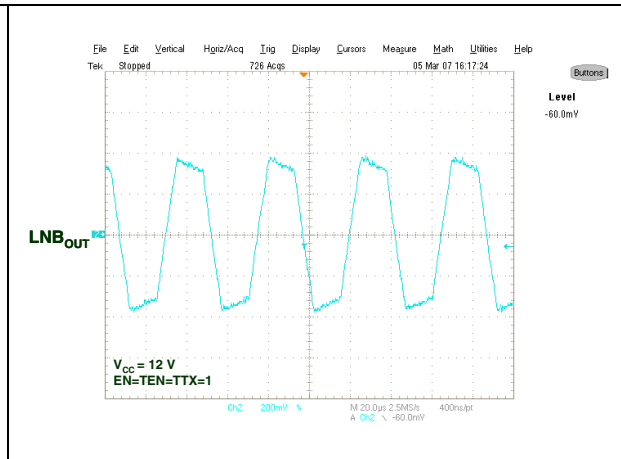 File Edit Vertical Horiz/Acq Trig Display Cursors Measure Math Utilities Help
Tek Stopped 726 Acqs 05 Mar 07 16:17:24
Buttons
Level
-60.0mV
LNBOUT
VCC = 12 V
EN=TEN=TTX=1
Ch2 200mV M 20.0µs 2.5MS/s 400ns/pt
A Ch2 \ -60.0mV